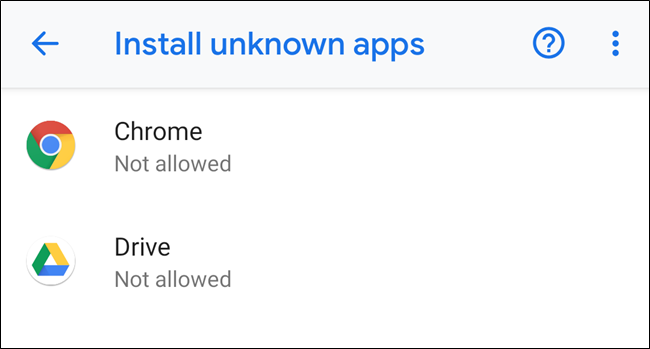 Install unknown apps
Chrome
Not allowed
Drive
Not allowed